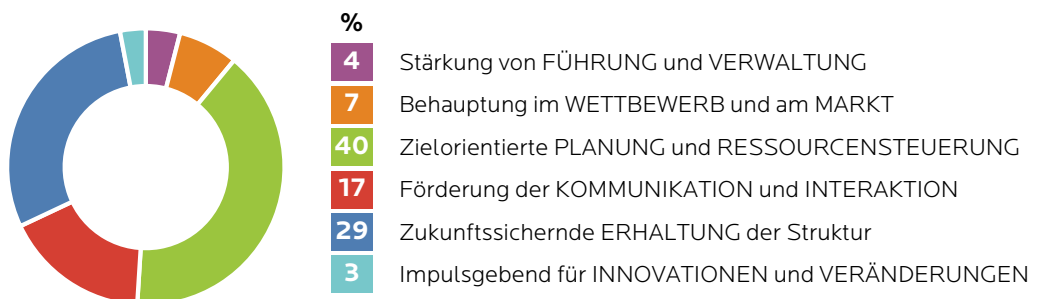 %
4 Stärkung von FÜHRUNG und VERWALTUNG
7 Behauptung im WETTBEWERB und am MARKT
40 Zielorientierte PLANUNG und RESSOURCENSTEUERUNG
17 Förderung der KOMMUNIKATION und INTERAKTION
29 Zukunftssichernde ERHALTUNG der Struktur
3 Impulsgebend für INNOVATIONEN und VERÄNDERUNGEN